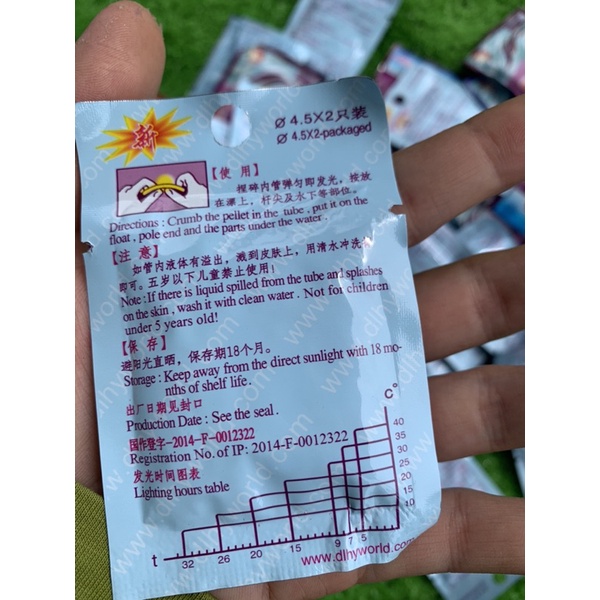 新
Ø 4.5X2只装
Ø 4.5X2-packaged
【使 用】
捏碎内管弹匀即发光，按放
在漂上，杆尖及水下等部位。
Directions : Crumb the pellet in the tube , put it on the
float , pole end and the parts under the water .
【注 意】
如管内液体有溢出，溅到皮肤上，用清水冲洗
即可。五岁以下儿童禁止使用！
Note : If there is liquid spilled from the tube and splashes
on the skin , wash it with clean water . Not for children
under 5 years old!
【保 存】
避阳光直晒，保存期18个月。
Storage : Keep away from the direct sunlight with 18 mo-
nths of shelf life .
出厂日期见封口
Production Date : See the seal .
国作登字-2014-F-0012322
Registration No. of IP: 2014-F-0012322
发光时间图表
Lighting hours table
C°
40
35
30
25
20
15
10
t 32 26 20 15 9 7 5
www.dlhyworld.com